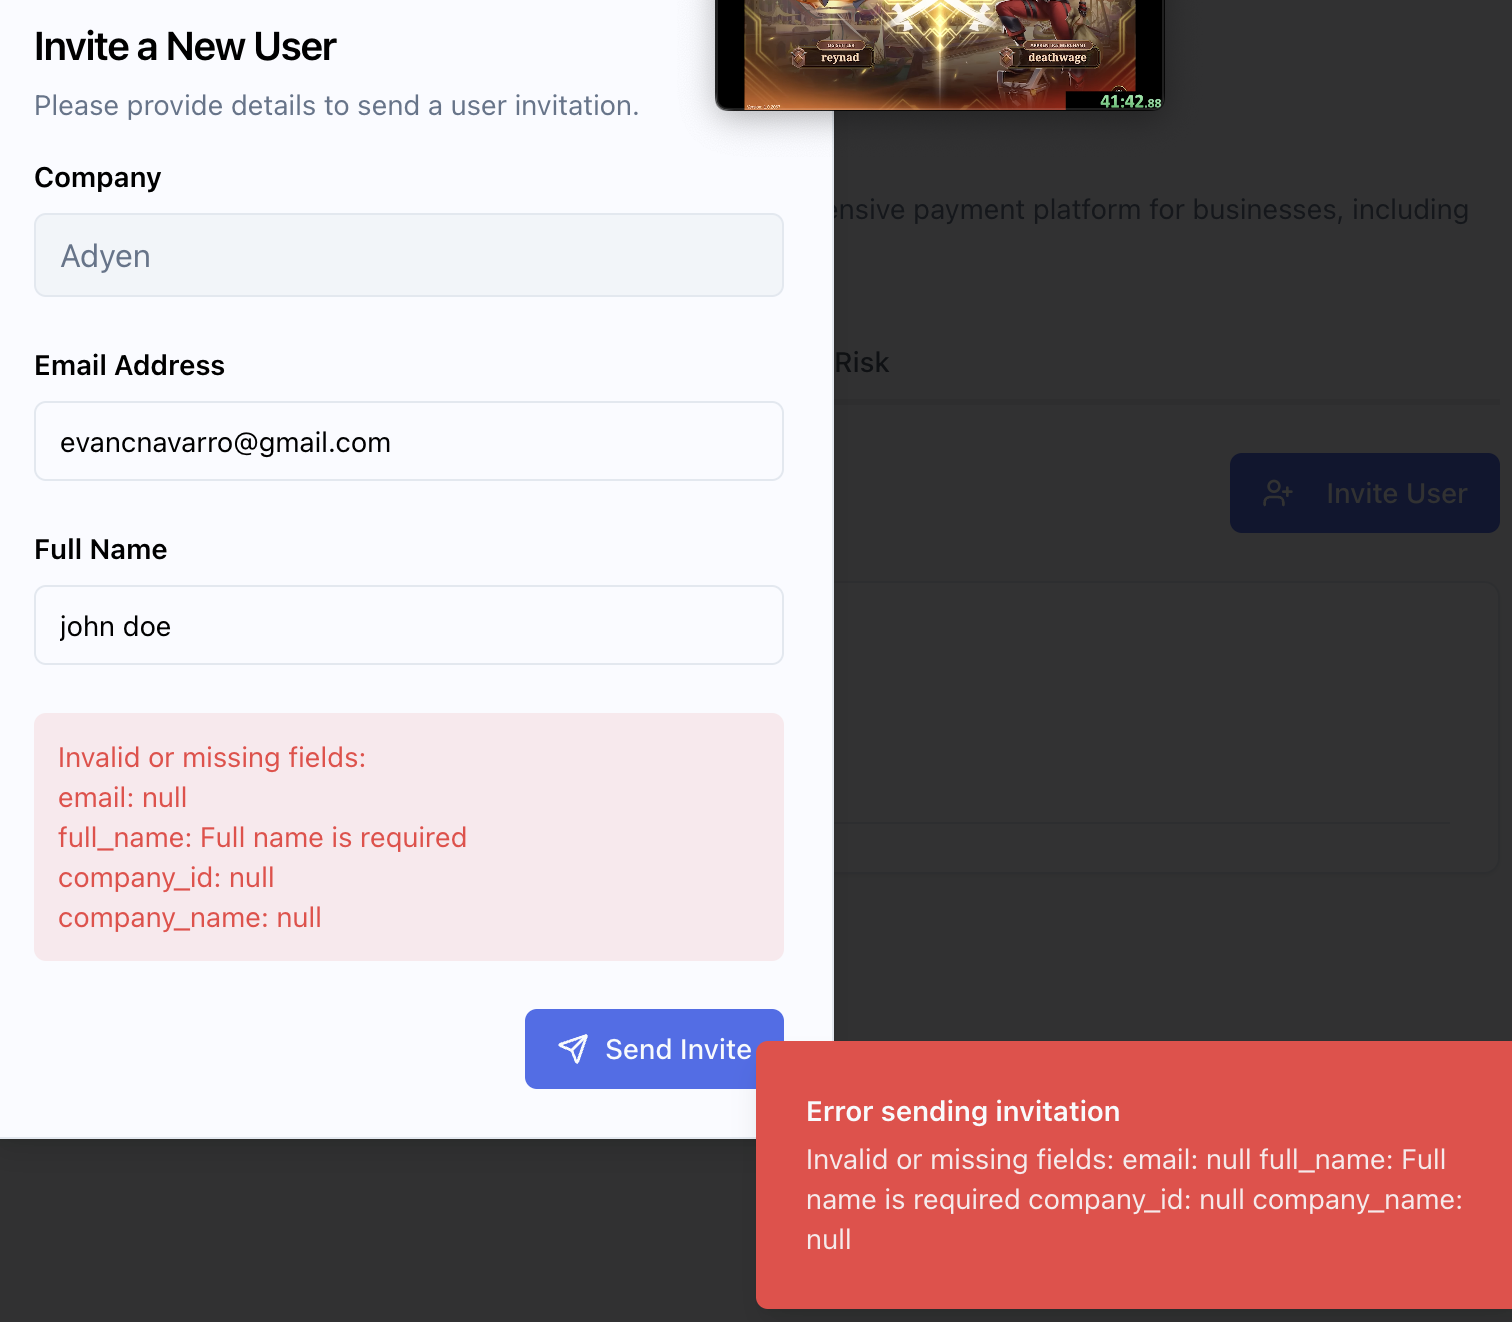 Invite a New User
Please provide details to send a user invitation.
Company
Adyen
Email Address
evancnavarro@gmail.com
Full Name
john doe
Invalid or missing fields:
email: null
full_name: Full name is required
company_id: null
company_name: null
Send Invite
reynad
deathwage
41:42.88
ensive payment platform for businesses, including
Risk
Invite User
Error sending invitation
Invalid or missing fields: email: null full_name: Full
name is required company_id: null company_name:
null